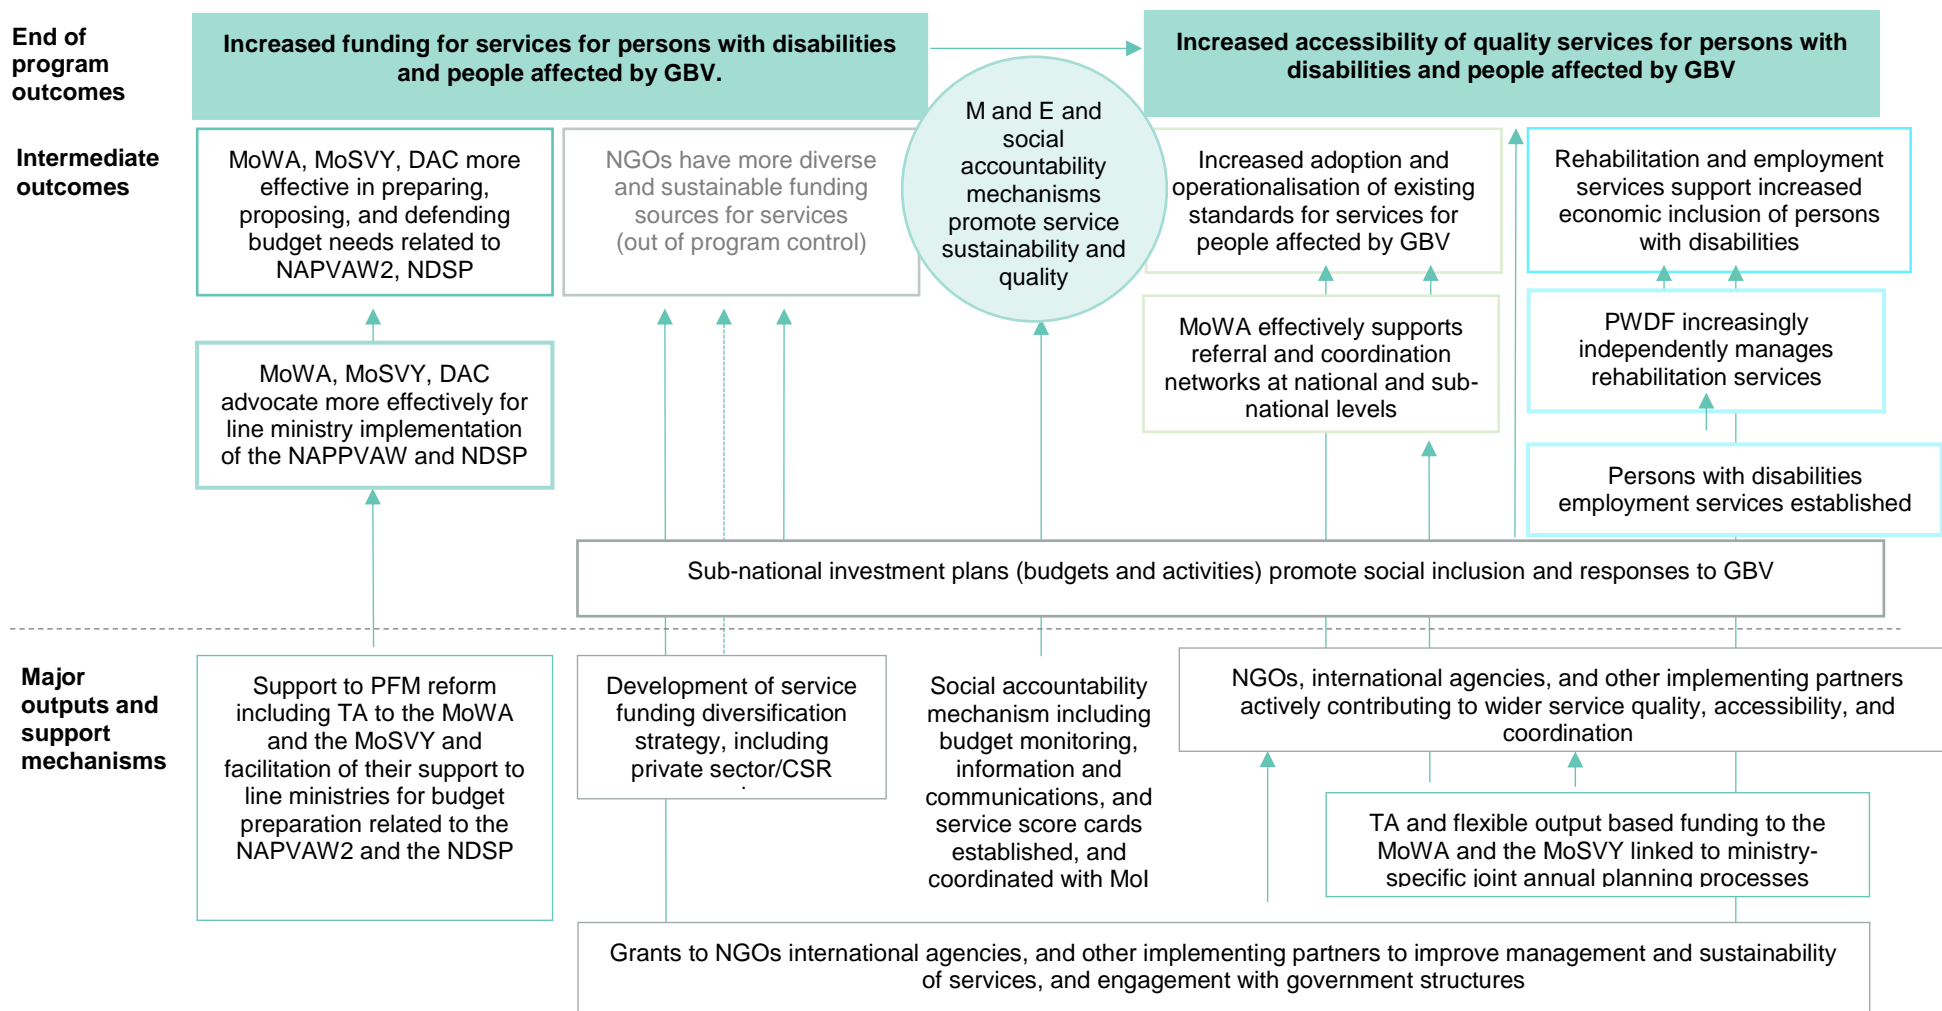 End of
program
outcomes
Increased funding for services for persons with disabilities
and people affected by GBV.
Increased accessibility of quality services for persons with
disabilities and people affected by GBV
M and E and
social
accountability
mechanisms
promote service
sustainability and
quality
Intermediate
outcomes
MoWA, MoSVY, DAC more
effective in preparing,
proposing, and defending
budget needs related to
NAPVAW2, NDSP
NGOs have more diverse
and sustainable funding
sources for services
(out of program control)
Increased adoption and
operationalisation of existing
standards for services for
people affected by GBV
Rehabilitation and employment
services support increased
economic inclusion of persons
with disabilities
MoWA, MoSVY, DAC
advocate more effectively for
line ministry implementation
of the NAPPVAW and NDSP
MoWA effectively supports
referral and coordination
networks at national and sub-
national levels
PWDF increasingly
independently manages
rehabilitation services
Persons with disabilities
employment services established
Sub-national investment plans (budgets and activities) promote social inclusion and responses to GBV
Major
outputs and
support
mechanisms
Support to PFM reform
including TA to the MoWA
and the MoSVY and
facilitation of their support to
line ministries for budget
preparation related to the
NAPVAW2 and the NDSP
Development of service
funding diversification
strategy, including
private sector/CSR
Social accountability
mechanism including
budget monitoring,
information and
communications, and
service score cards
established, and
coordinated with MoI
NGOs, international agencies, and other implementing partners
actively contributing to wider service quality, accessibility, and
coordination
TA and flexible output based funding to the
MoWA and the MoSVY linked to ministry-
specific joint annual planning processes
Grants to NGOs international agencies, and other implementing partners to improve management and sustainability
of services, and engagement with government structures